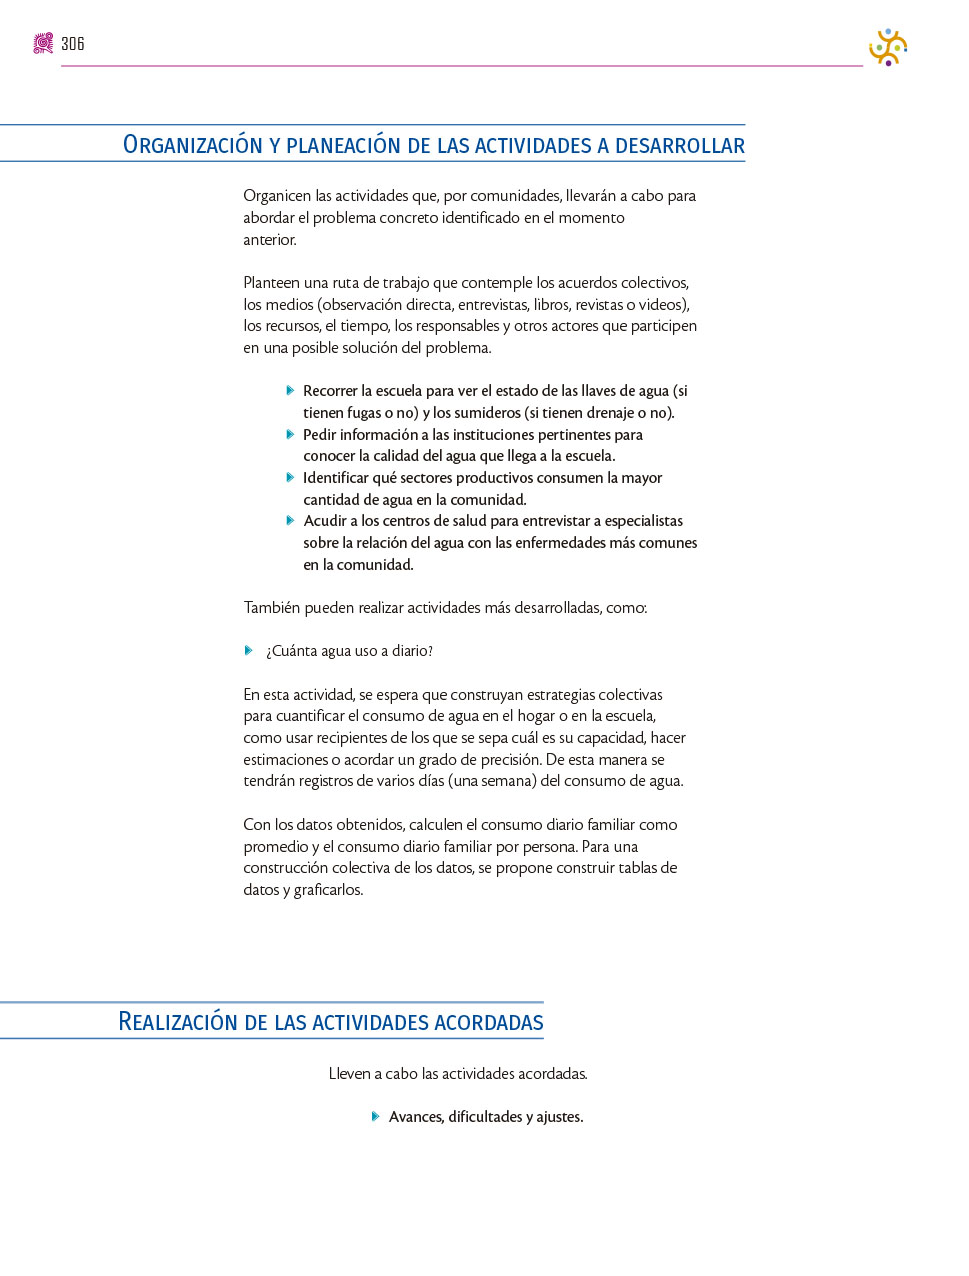 306
Organización y planeación de las actividades a desarrollar
Organicen las actividades que, por comunidades, llevarán a cabo para
abordar el problema concreto identificado en el momento
anterior.
Planteen una ruta de trabajo que contemple los acuerdos colectivos,
los medios (observación directa, entrevistas, libros, revistas o videos),
los recursos, el tiempo, los responsables y otros actores que participen
en una posible solución del problema.
Recorrer la escuela para ver el estado de las llaves de agua (si
tienen fugas o no) y los sumideros (si tienen drenaje o no).
Pedir información a las instituciones pertinentes para
conocer la calidad del agua que llega a la escuela.
Identificar qué sectores productivos consumen la mayor
cantidad de agua en la comunidad.
Acudir a los centros de salud para entrevistar a especialistas
sobre la relación del agua con las enfermedades más comunes
en la comunidad.
También pueden realizar actividades más desarrolladas, como:
¿Cuánta agua uso a diario?
En esta actividad, se espera que construyan estrategias colectivas
para cuantificar el consumo de agua en el hogar o en la escuela,
como usar recipientes de los que se sepa cuál es su capacidad, hacer
estimaciones o acordar un grado de precisión. De esta manera se
tendrán registros de varios días (una semana) del consumo de agua.
Con los datos obtenidos, calculen el consumo diario familiar como
promedio y el consumo diario familiar por persona. Para una
construcción colectiva de los datos, se propone construir tablas de
datos y graficarlos.
Realización de las actividades acordadas
Lleven a cabo las actividades acordadas.
Avances, dificultades y ajustes.